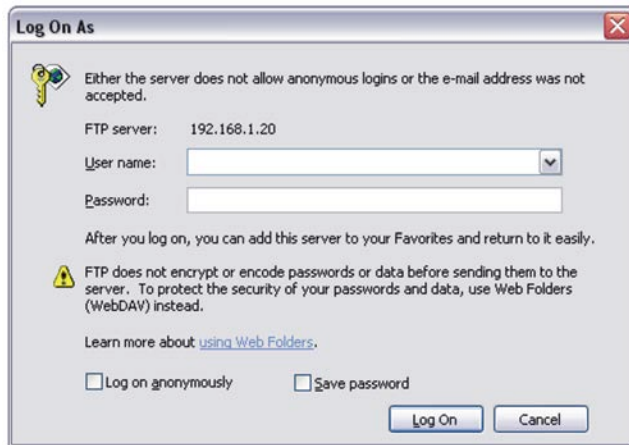 Log On As
Either the server does not allow anonymous logins or the e-mail address was not
accepted.
FTP server: 192.168.1.20
User name:
Password:
After you log on, you can add this server to your Favorites and return to it easily.
FTP does not encrypt or encode passwords or data before sending them to the
server. To protect the security of your passwords and data, use Web Folders
(WebDAV) instead.
Learn more about using Web Folders.
Log on anonymously Save password
Log On Cancel